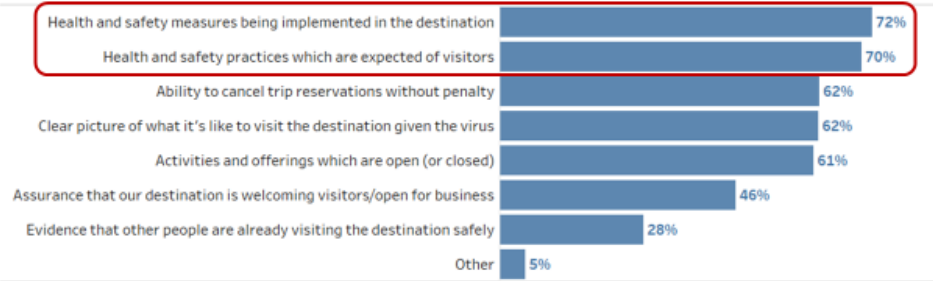 Health and safety measures being implemented in the destination 72%
Health and safety practices which are expected of visitors 70%
Ability to cancel trip reservations without penalty 62%
Clear picture of what it's like to visit the destination given the virus 62%
Activities and offerings which are open (or closed) 61%
Assurance that our destination is welcoming visitors/open for business 46%
Evidence that other people are already visiting the destination safely 28%
Other 5%